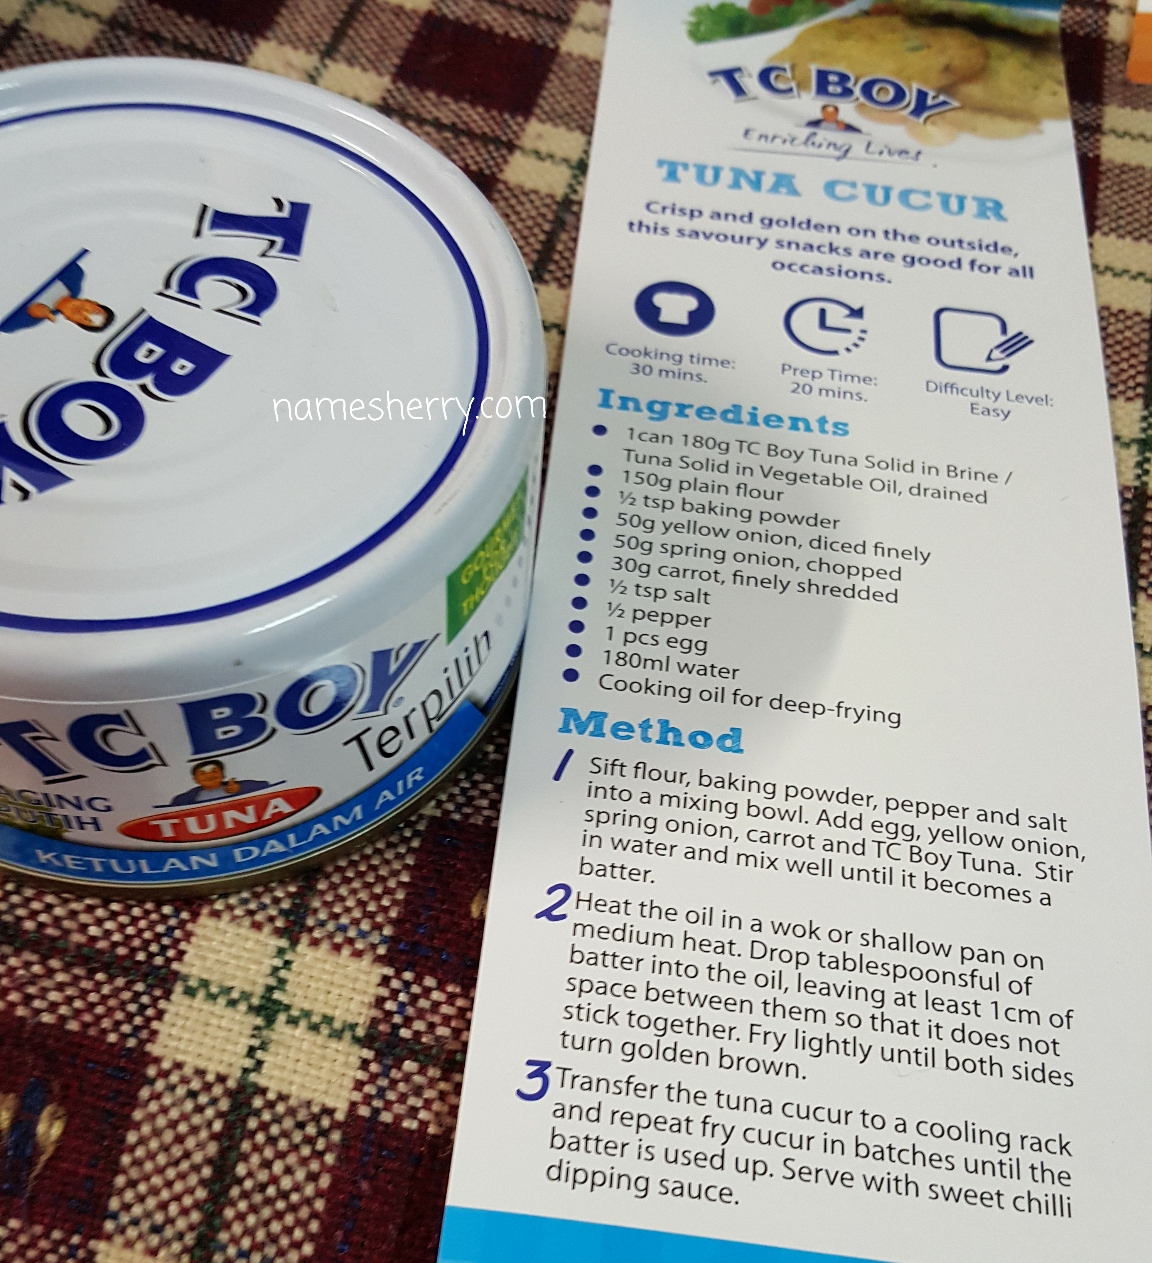 TC BOY
namesherry.com
TC BOY
Terpilih
TUNA
KETULAN DALAM AIR
TC BOY
Enriching Lives.
TUNA CUCUR
Crisp and golden on the outside,
this savoury snacks are good for all
occasions.
Cooking time:
30 mins.
Prep Time:
20 mins.
Difficulty Level:
Easy
Ingredients
1can 180g TC Boy Tuna Solid in Brine /
Tuna Solid in Vegetable Oil, drained
150g plain flour
½ tsp baking powder
50g yellow onion, diced finely
50g spring onion, chopped
30g carrot, finely shredded
½ tsp salt
½ pepper
1 pcs egg
180ml water
Cooking oil for deep-frying
Method
1 Sift flour, baking powder, pepper and salt
into a mixing bowl. Add egg, yellow onion,
spring onion, carrot and TC Boy Tuna. Stir
in water and mix well until it becomes a
batter.
2 Heat the oil in a wok or shallow pan on
medium heat. Drop tablespoonsful of
batter into the oil, leaving at least 1cm of
space between them so that it does not
stick together. Fry lightly until both sides
turn golden brown.
3 Transfer the tuna cucur to a cooling rack
and repeat fry cucur in batches until the
batter is used up. Serve with sweet chilli
dipping sauce.